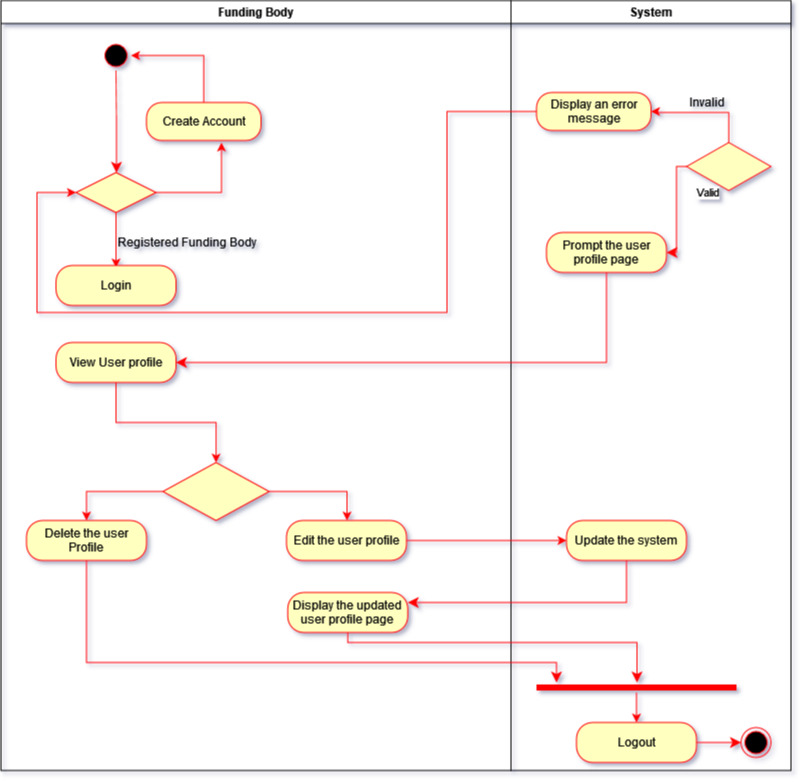 Funding Body
System
Create Account
Display an error
message
Invalid
Valid
Registered Funding Body
Login
Prompt the user
profile page
View User profile
Delete the user
Profile
Edit the user profile
Update the system
Display the updated
user profile page
Logout